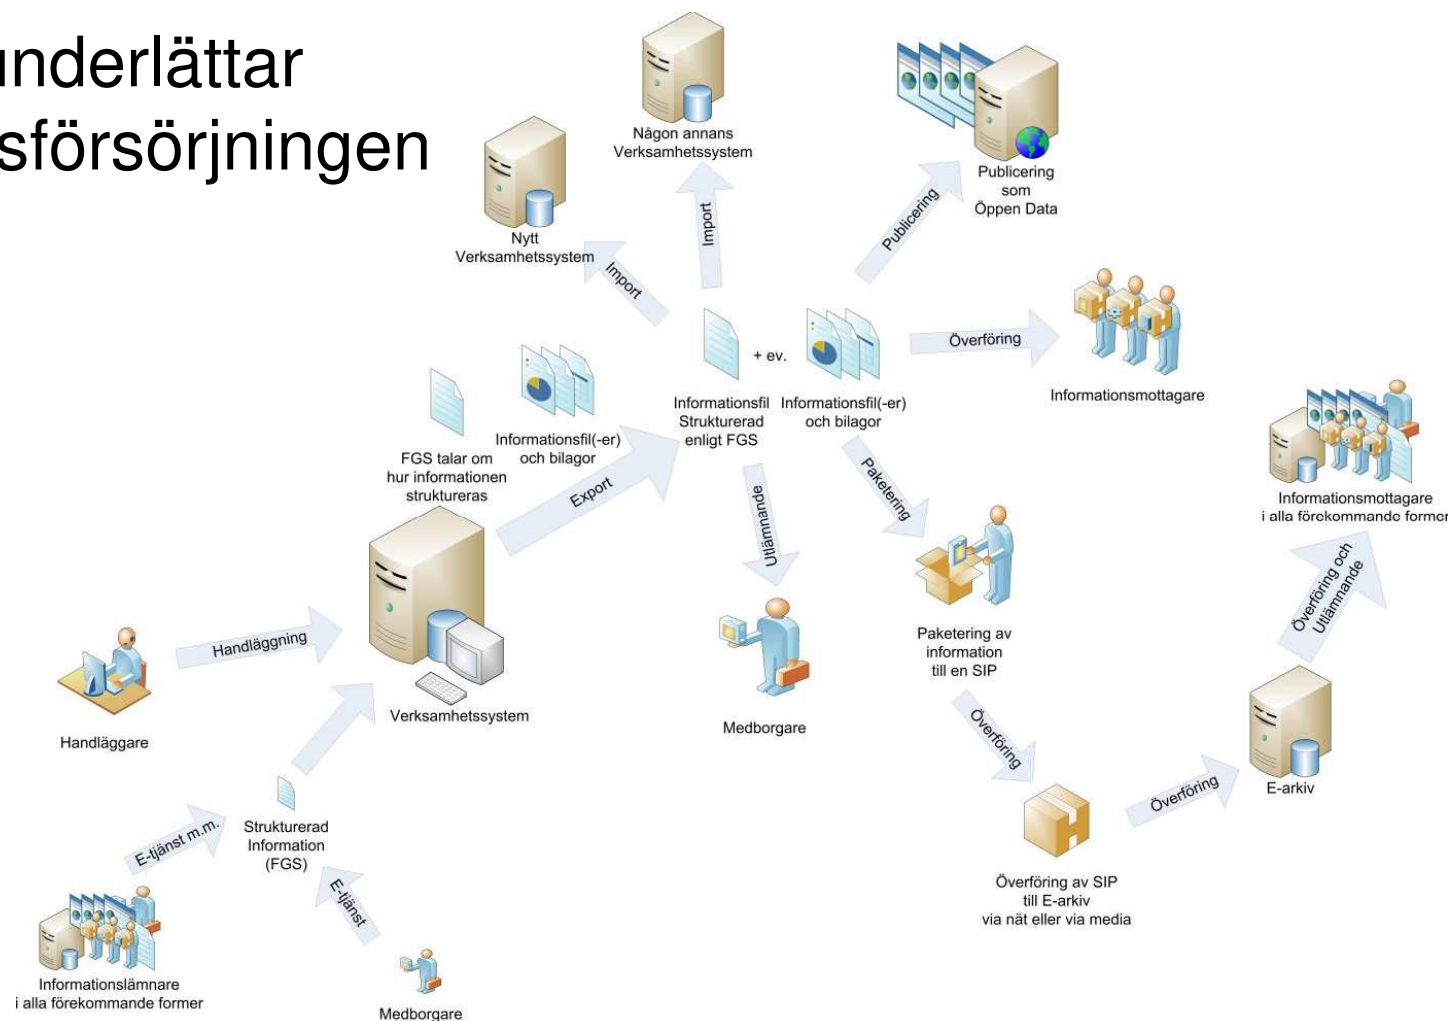 underlättar
sförsörjningen
Någon annans
Verksamhetssystem
Publicering
som
Öppen Data
Nytt
Verksamhetssystem
Import
Import
Publicering
Överföring
Informationsmottagare
+ ev.
Informationsfil
Strukturerad
enligt FGS
Informationsfil(-er)
och bilagor
Informationsfil(-er)
och bilagor
FGS talar om
hur informationen
struktureras
Export
Utlämnande
Paketering
Informationsmottagare
i alla förekommande former
Överföring och
Utlämnande
Paketering av
information
till en SIP
Handläggning
Handläggare
Verksamhetssystem
Medborgare
Överföring
Överföring
E-arkiv
Strukturerad
Information
(FGS)
E-tjänst m.m.
E-tjänst
Överföring av SIP
till E-arkiv
via nät eller via media
Informationslämnare
i alla förekommande former
Medborgare